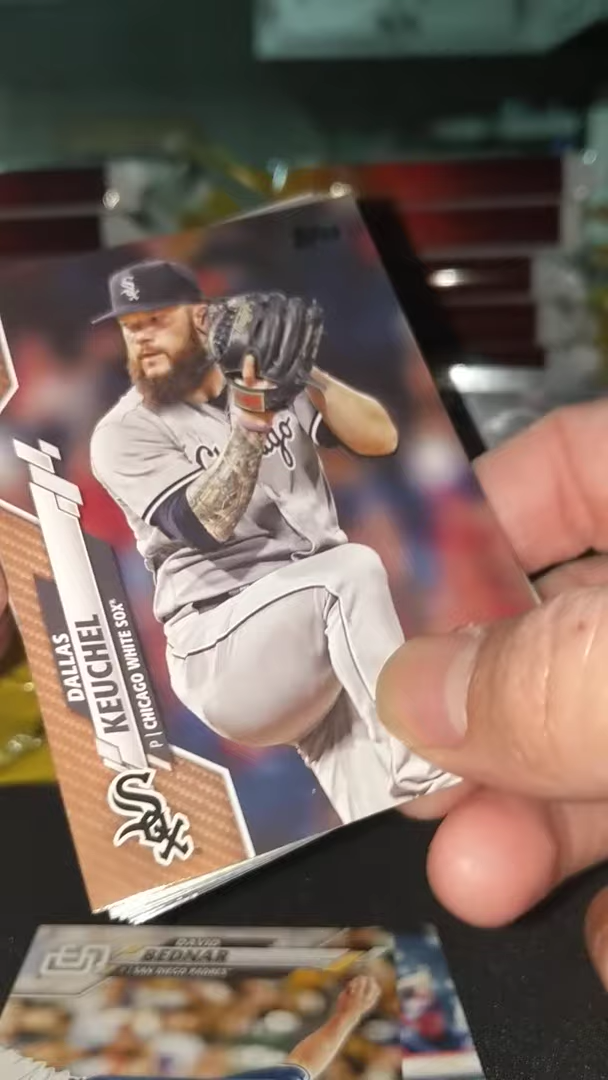 DALLAS
KEUCHEL
P | CHICAGO WHITE SOX
Chicago
Sox
DAVID
BEDNAR
P | SAN DIEGO PADRES